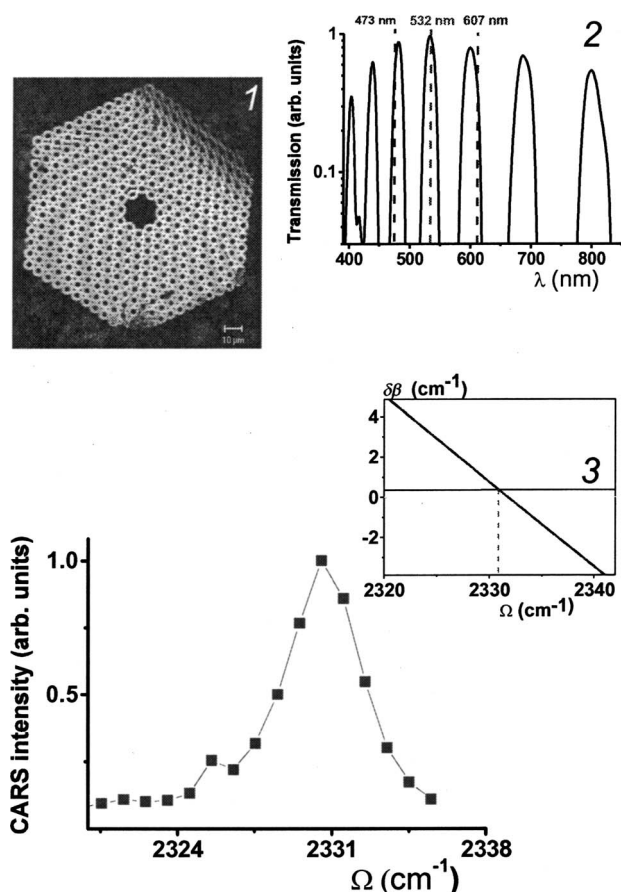 1
10 µm
473 nm 532 nm 607 nm
2
Transmission (arb. units)
1
0.1
400 500 600 700 800
λ (nm)
δβ (cm⁻¹)
4
2
0
-2
3
2320 2330 2340
Ω (cm⁻¹)
CARS intensity (arb. units)
1.0
0.5
2324 2331 2338
Ω (cm⁻¹)